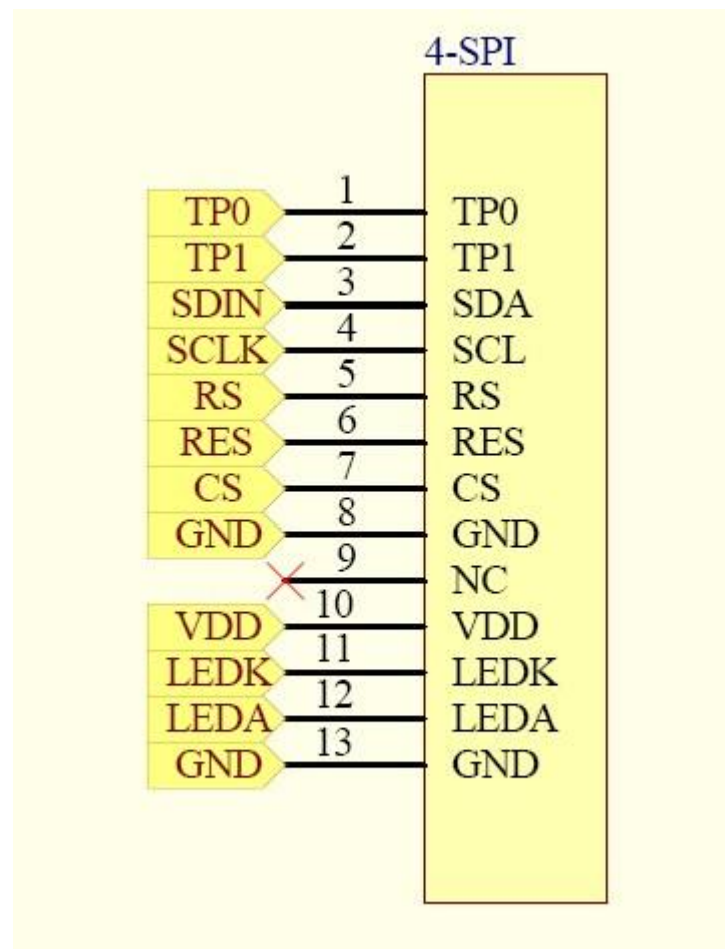 4-SPI
TP0 1 TP0
TP1 2 TP1
SDIN 3 SDA
SCLK 4 SCL
RS 5 RS
RES 6 RES
CS 7 CS
GND 8 GND
9 NC
VDD 10 VDD
LEDK 11 LEDK
LEDA 12 LEDA
GND 13 GND